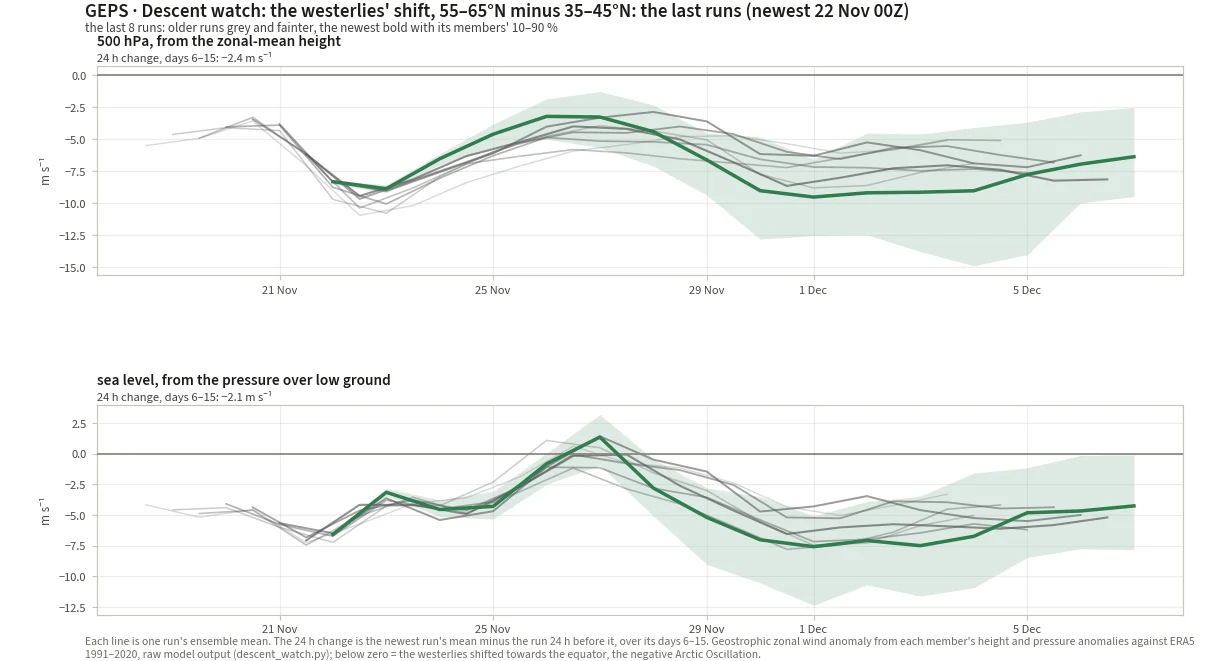 GEPS · Descent watch: the westerlies' shift, 55–65°N minus 35–45°N: the last runs (newest 22 Nov 00Z)
the last 8 runs: older runs grey and fainter, the newest bold with its members' 10–90 %
500 hPa, from the zonal-mean height
24 h change, days 6–15: −2.4 m s⁻¹
0.0
−2.5
−5.0
−7.5
−10.0
−12.5
−15.0
m s⁻¹
21 Nov
25 Nov
29 Nov
1 Dec
5 Dec
sea level, from the pressure over low ground
24 h change, days 6–15: −2.1 m s⁻¹
2.5
0.0
−2.5
−5.0
−7.5
−10.0
−12.5
m s⁻¹
21 Nov
25 Nov
29 Nov
1 Dec
5 Dec
Each line is one run's ensemble mean. The 24 h change is the newest run's mean minus the run 24 h before it, over its days 6–15. Geostrophic zonal wind anomaly from each member's height and pressure anomalies against ERA5
1991–2020, raw model output (descent_watch.py); below zero = the westerlies shifted towards the equator, the negative Arctic Oscillation.